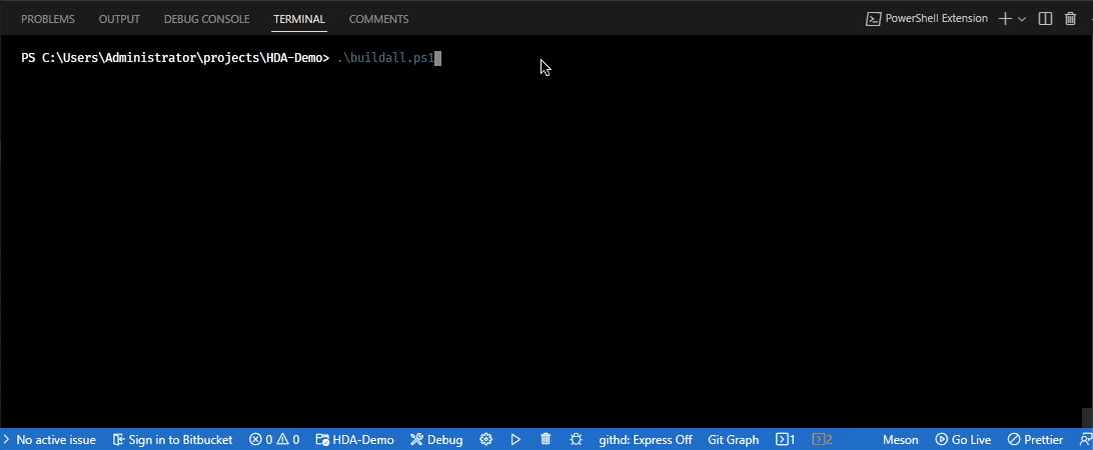 PROBLEMS OUTPUT DEBUG CONSOLE TERMINAL COMMENTS PowerShell Extension
PS C:\Users\Administrator\projects\HDA-Demo> .\buildall.ps1
No active issue Sign in to Bitbucket 0 0 HDA-Demo Debug githd: Express Off Git Graph 1 2 Meson Go Live Prettier